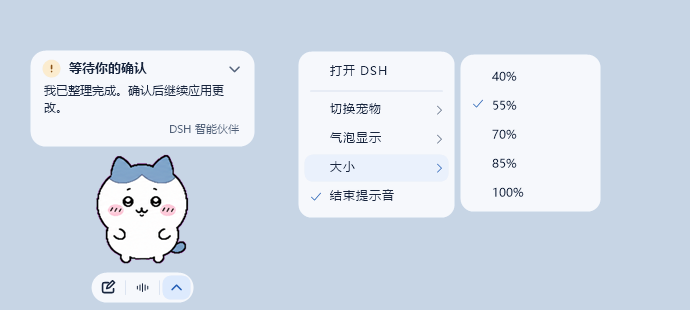 等待你的确认
我已整理完成。确认后继续应用更
改。
DSH 智能伙伴
打开 DSH
切换宠物
气泡显示
大小
结束提示音
40%
55%
70%
85%
100%